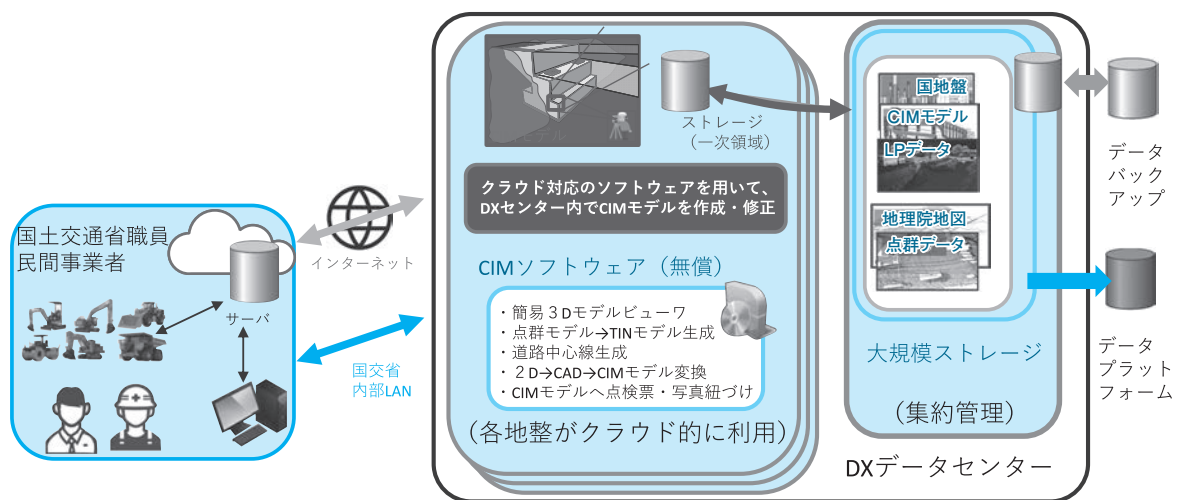 国土交通省職員
民間事業者
サーバ
インターネット
国交省
内部LAN
ストレージ
（一次領域）
クラウド対応のソフトウェアを用いて、
DXセンター内でCIMモデルを作成・修正
CIMソフトウェア（無償）
・簡易３Dモデルビューワ
・点群モデル→TINモデル生成
・道路中心線生成
・２D→CAD→CIMモデル変換
・CIMモデルへ点検票・写真紐づけ
（各地整がクラウド的に利用）
国地盤
CIMモデル
LPデータ
地理院地図
点群データ
大規模ストレージ
（集約管理）
DXデータセンター
データ
バック
アップ
データ
プラット
フォーム